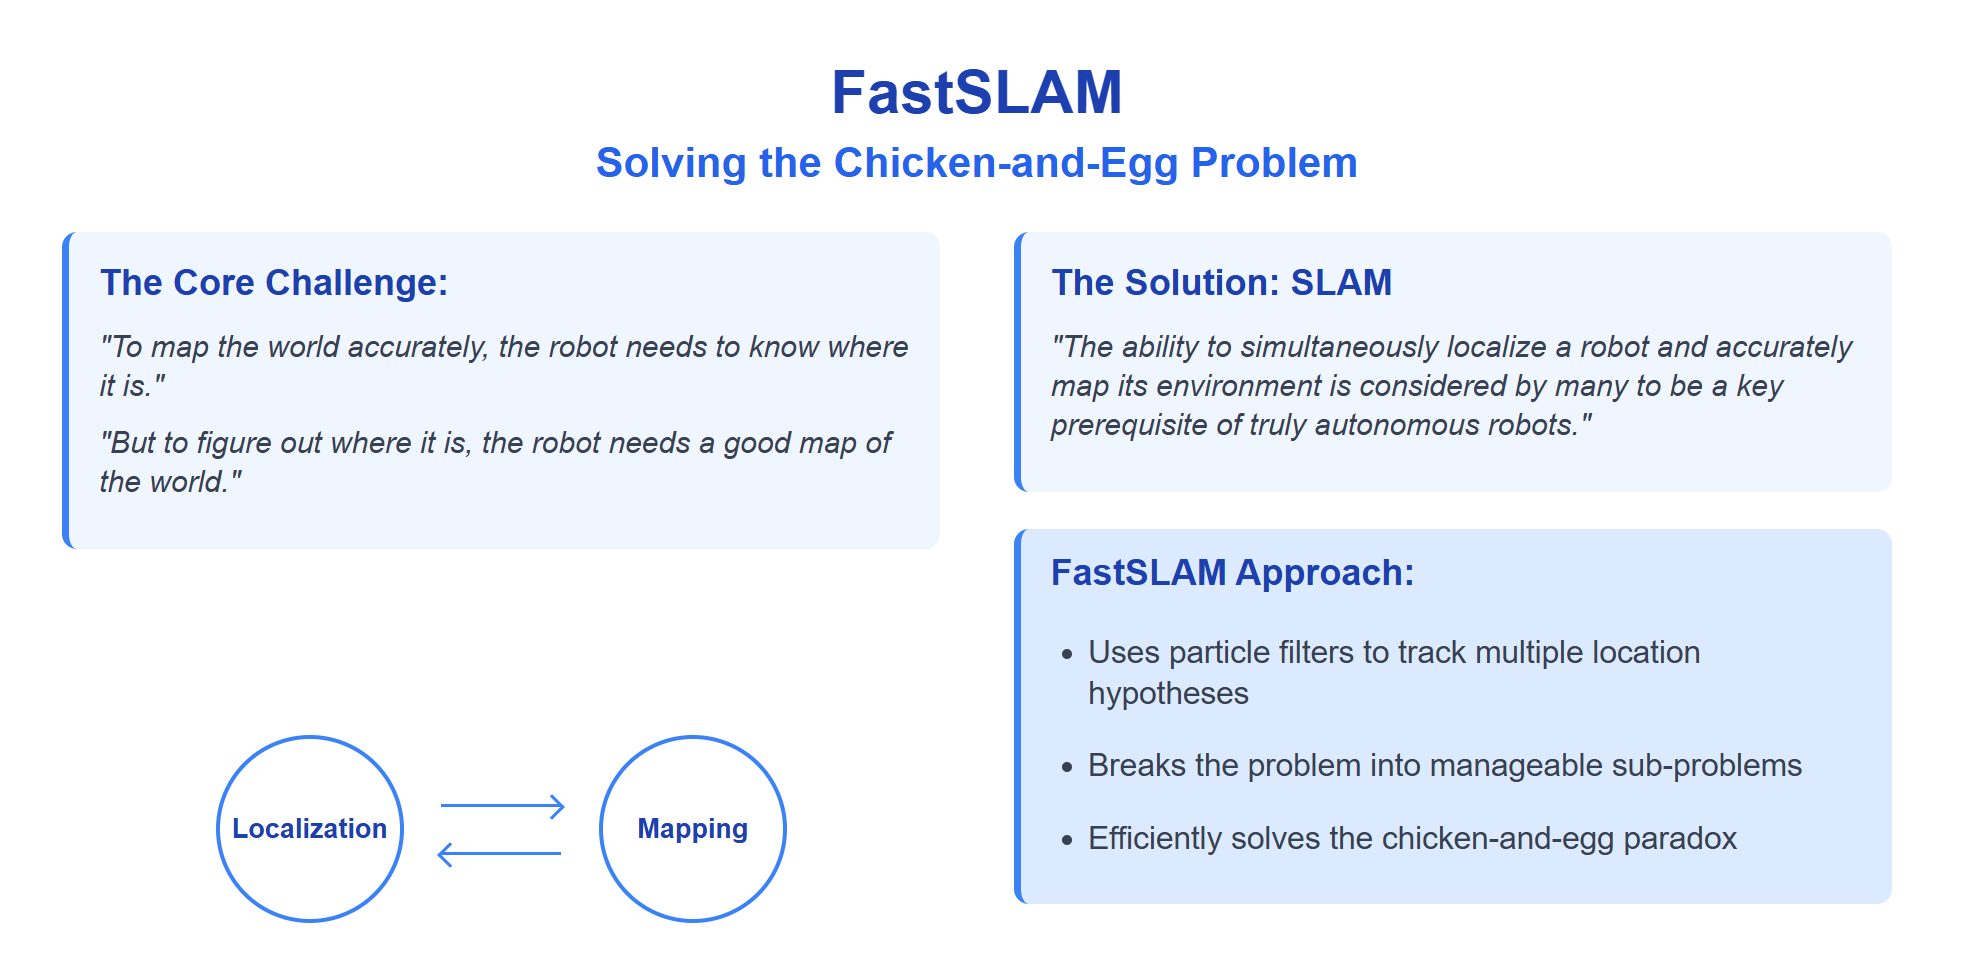 FastSLAM
Solving the Chicken-and-Egg Problem
The Core Challenge:
"To map the world accurately, the robot needs to know where
it is."
"But to figure out where it is, the robot needs a good map of
the world."
Localization
Mapping
The Solution: SLAM
"The ability to simultaneously localize a robot and accurately
map its environment is considered by many to be a key
prerequisite of truly autonomous robots."
FastSLAM Approach:
• Uses particle filters to track multiple location
hypotheses
• Breaks the problem into manageable sub-problems
• Efficiently solves the chicken-and-egg paradox